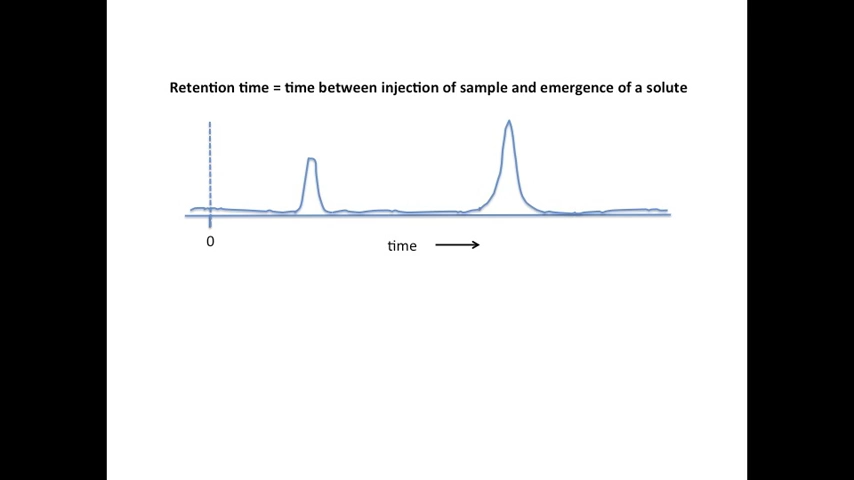 Retention time = time between injection of sample and emergence of a solute
0
time